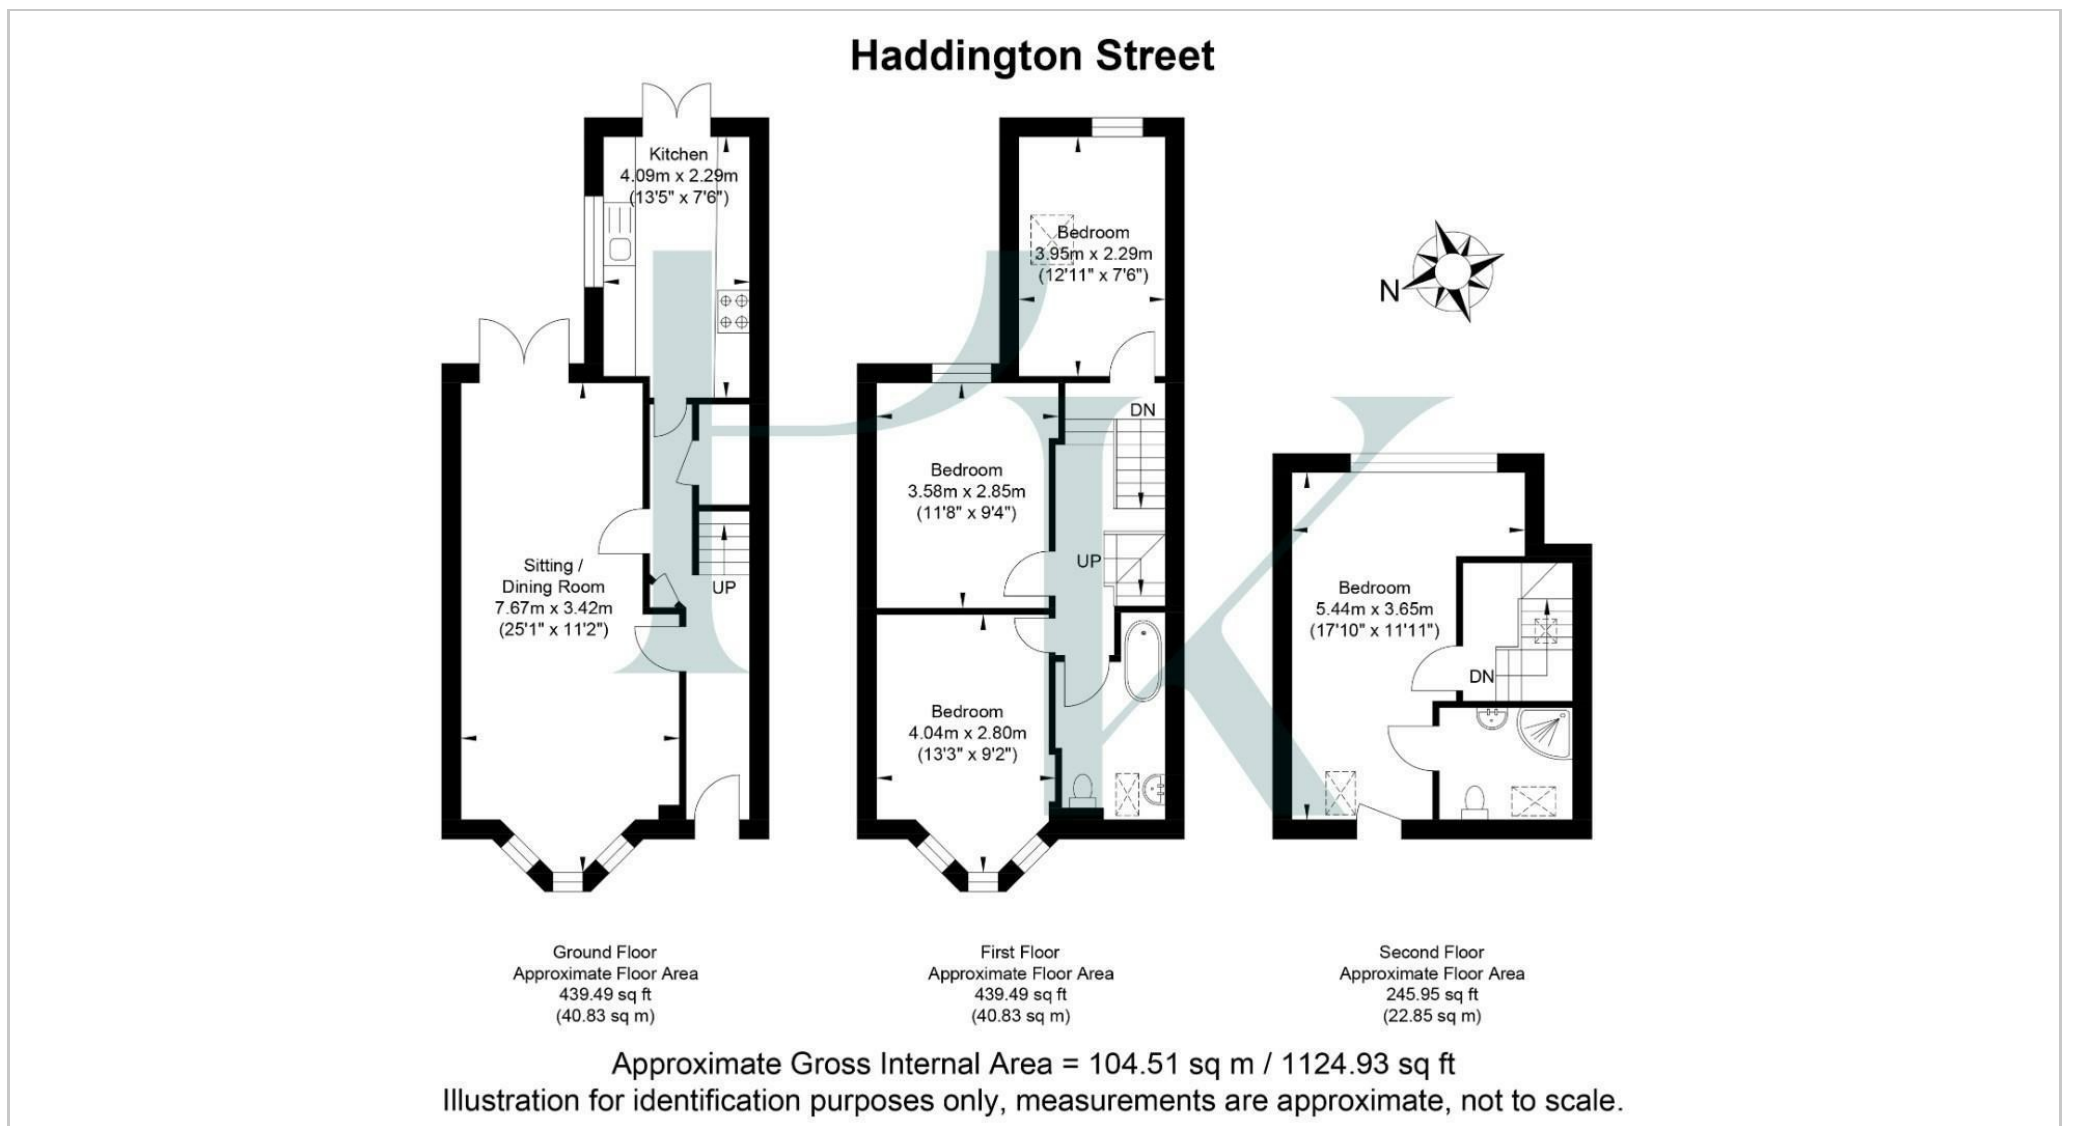 Haddington Street
Kitchen
4.09m x 2.29m
(13'5" x 7'6")
Sitting /
Dining Room
7.67m x 3.42m
(25'1" x 11'2")
UP
Bedroom
3.95m x 2.29m
(12'11" x 7'6")
DN
Bedroom
3.58m x 2.85m
(11'8" x 9'4")
UP
Bedroom
4.04m x 2.80m
(13'3" x 9'2")
N
Bedroom
5.44m x 3.65m
(17'10" x 11'11")
DN
Ground Floor
Approximate Floor Area
439.49 sq ft
(40.83 sq m)
First Floor
Approximate Floor Area
439.49 sq ft
(40.83 sq m)
Second Floor
Approximate Floor Area
245.95 sq ft
(22.85 sq m)
Approximate Gross Internal Area = 104.51 sq m / 1124.93 sq ft
Illustration for identification purposes only, measurements are approximate, not to scale.